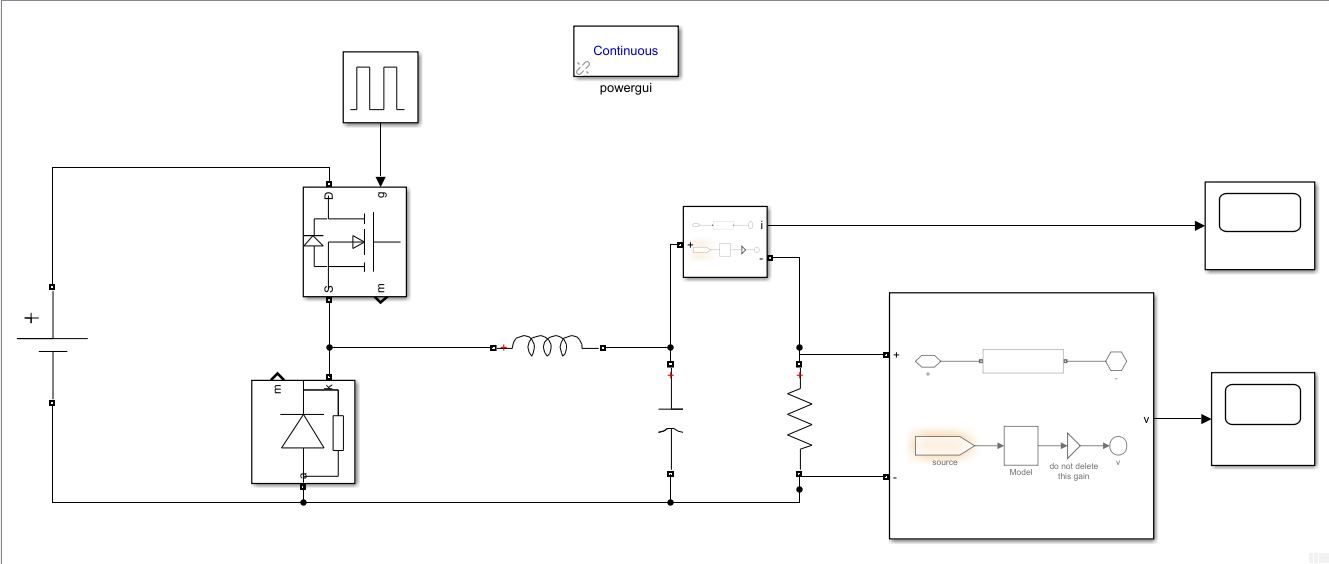 Continuous
powergui
D
g
S
m
i
+
-
+
m
k
a
+
+
+
+
-
v
+
-
source
Model
do not delete
this gain
v
-